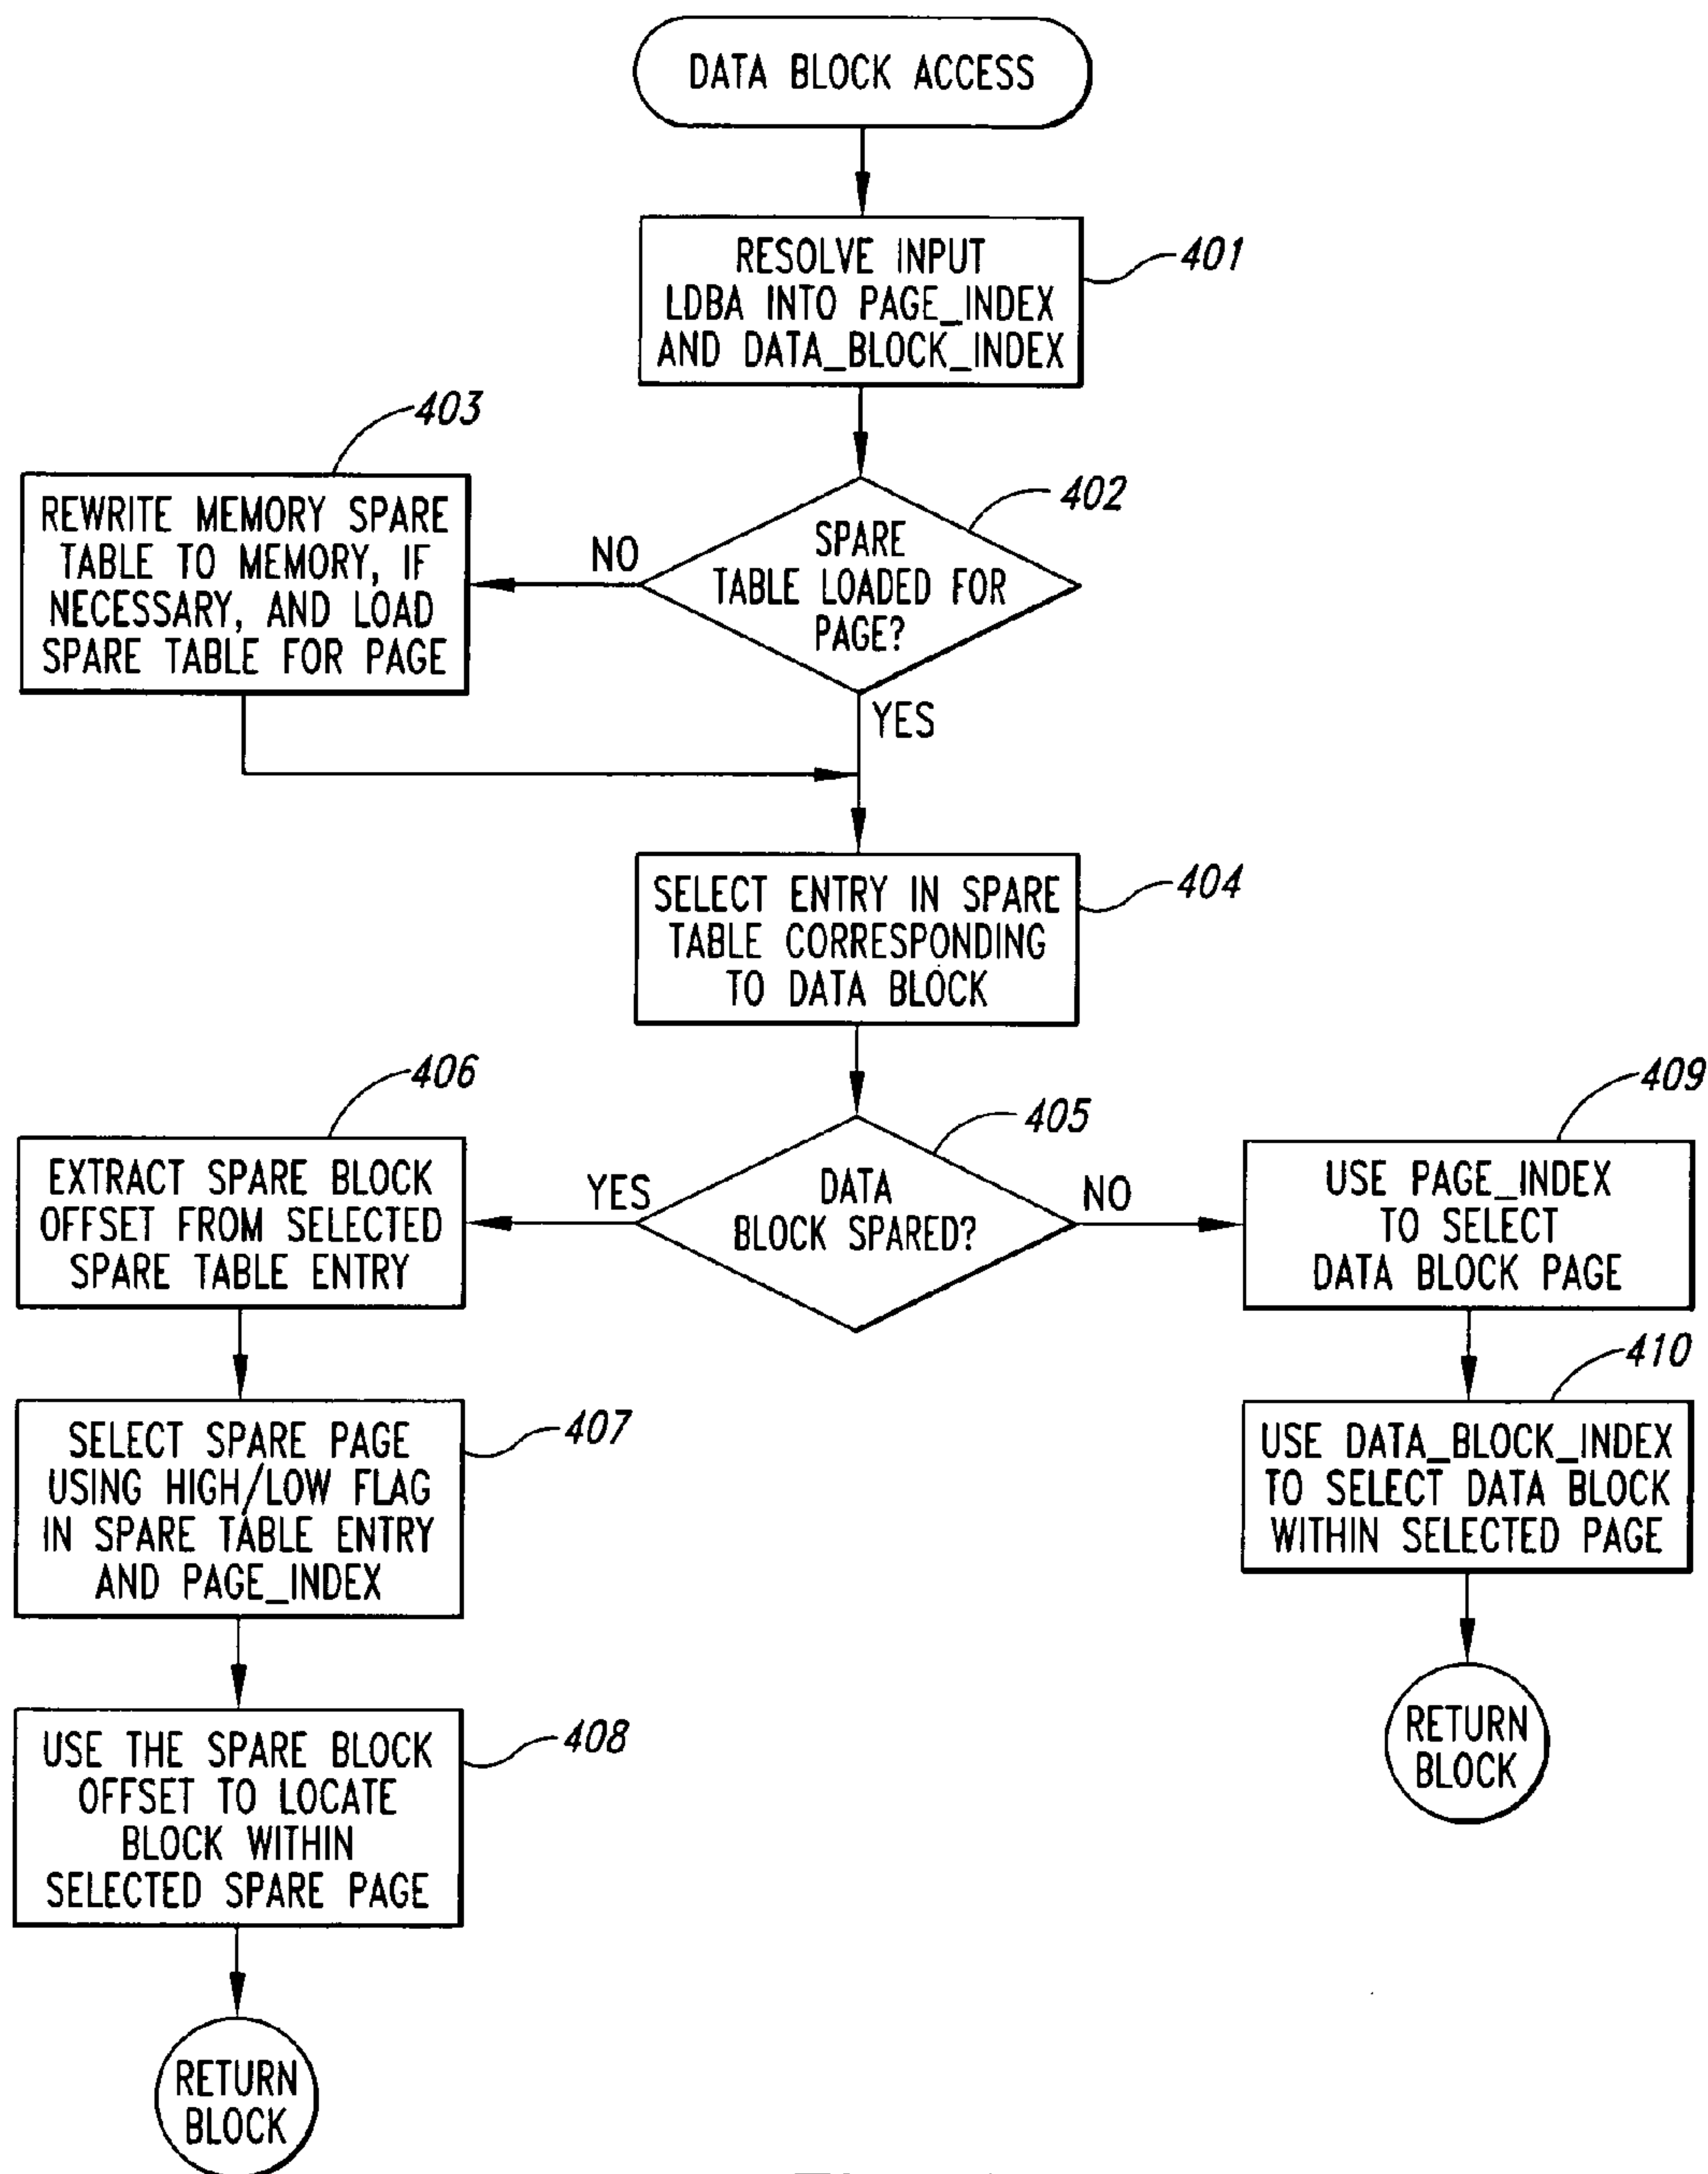 DATA BLOCK ACCESS
RESOLVE INPUT
LDBA INTO PAGE_INDEX
AND DATA_BLOCK_INDEX
401
403
REWRITE MEMORY SPARE
TABLE TO MEMORY, IF
NECESSARY, AND LOAD
SPARE TABLE FOR PAGE
NO
402
SPARE
TABLE LOADED FOR
PAGE?
YES
SELECT ENTRY IN SPARE
TABLE CORRESPONDING
TO DATA BLOCK
404
405
DATA
BLOCK SPARED?
YES
NO
406
EXTRACT SPARE BLOCK
OFFSET FROM SELECTED
SPARE TABLE ENTRY
SELECT SPARE PAGE
USING HIGH/LOW FLAG
IN SPARE TABLE ENTRY
AND PAGE_INDEX
407
USE THE SPARE BLOCK
OFFSET TO LOCATE
BLOCK WITHIN
SELECTED SPARE PAGE
408
RETURN
BLOCK
409
USE PAGE_INDEX
TO SELECT
DATA BLOCK PAGE
410
USE DATA_BLOCK_INDEX
TO SELECT DATA BLOCK
WITHIN SELECTED PAGE
RETURN
BLOCK